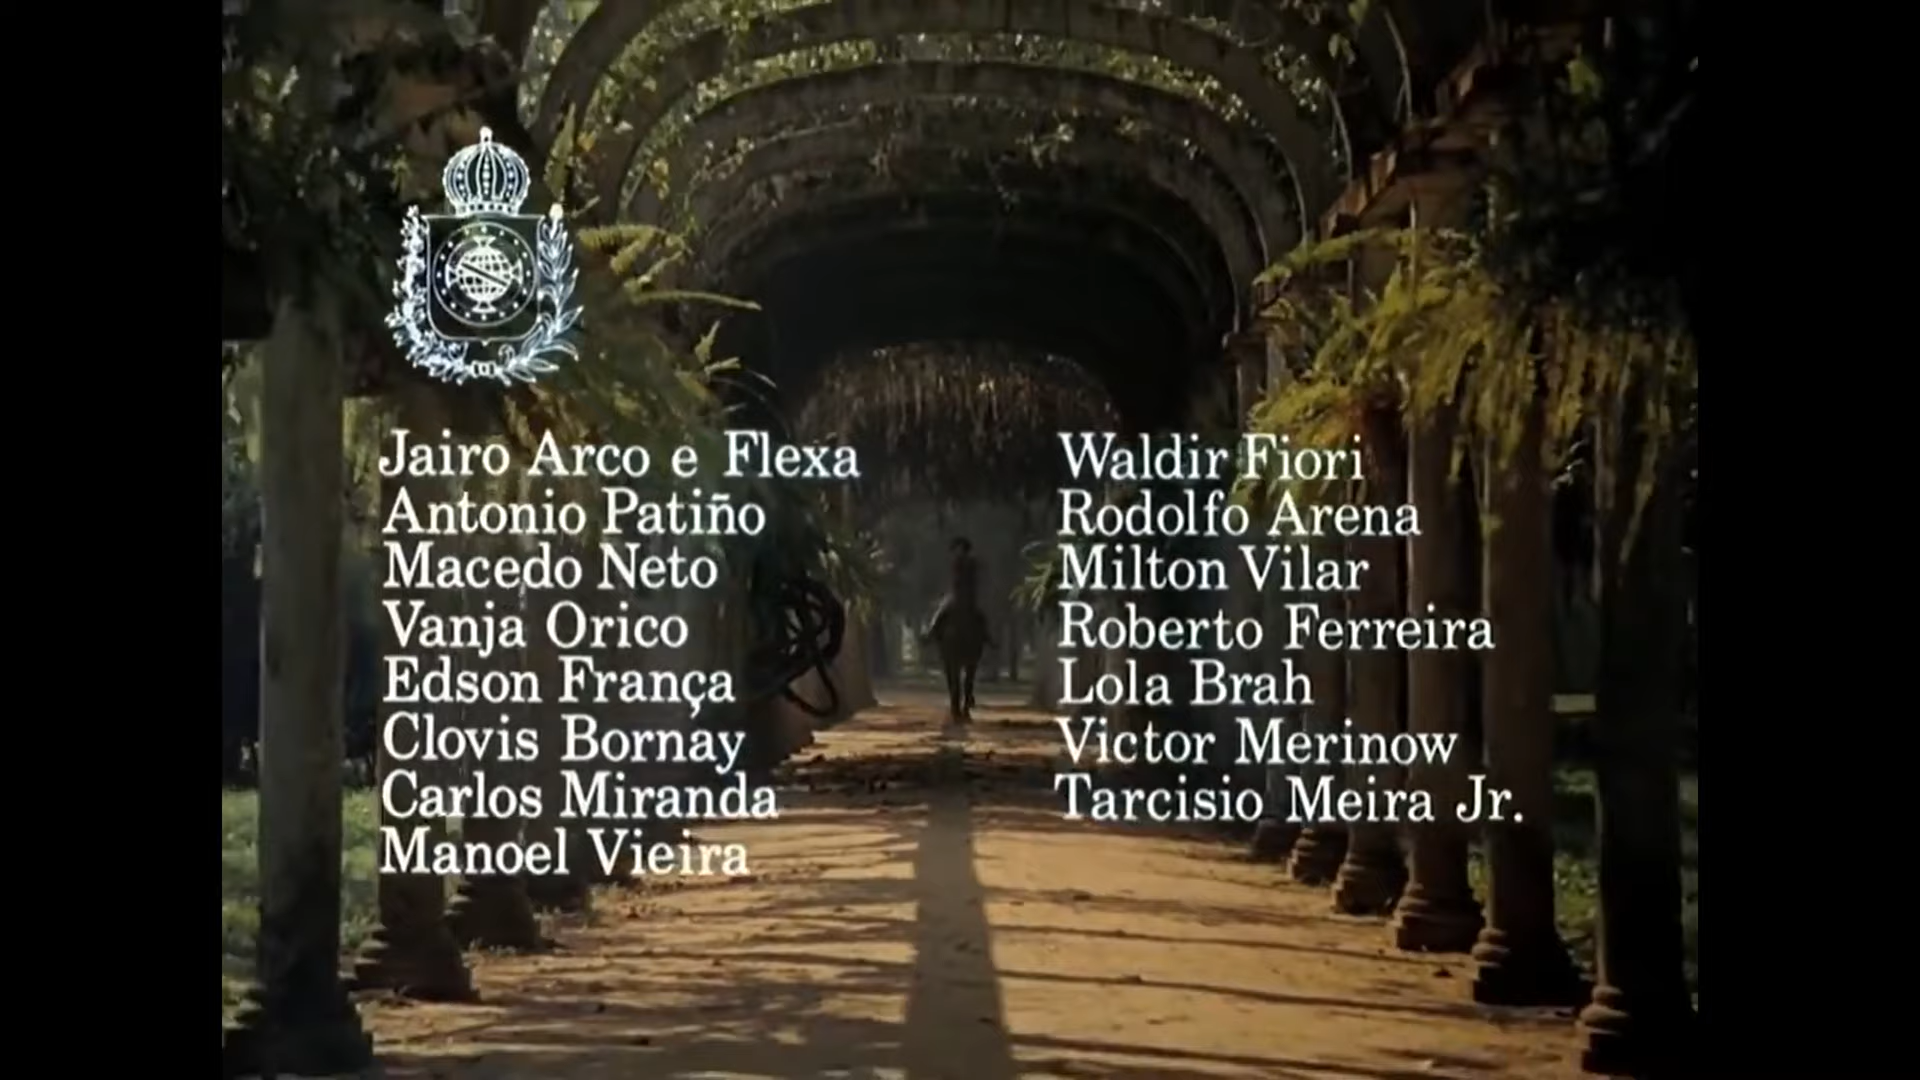 Jairo Arco e Flexa
Antonio Patiño
Macedo Neto
Vanja Orico
Edson França
Clovis Bornay
Carlos Miranda
Manoel Vieira
Waldir Fiori
Rodolfo Arena
Milton Vilar
Roberto Ferreira
Lola Brah
Victor Merinow
Tarcisio Meira Jr.